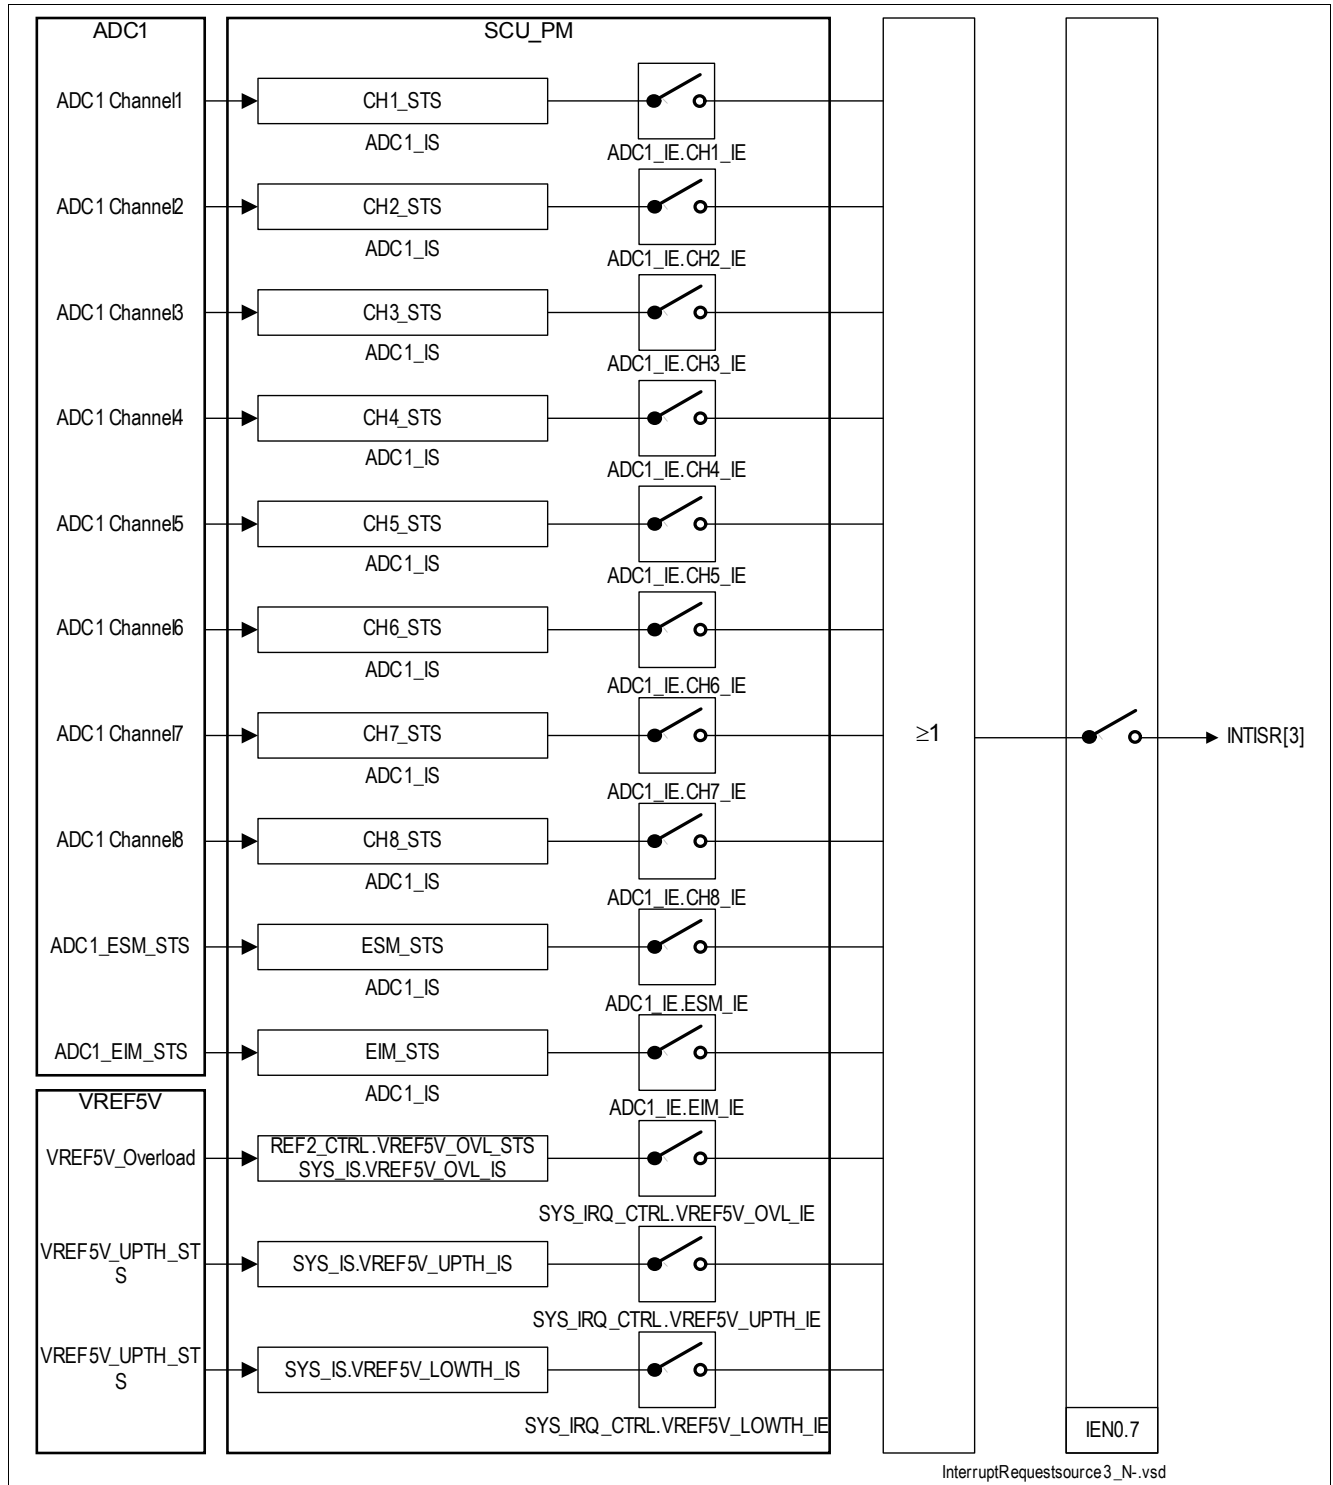 ADC1
SCU_PM
ADC1 Channel1
CH1_STS
ADC1_IS
ADC1_IE.CH1_IE
ADC1 Channel2
CH2_STS
ADC1_IS
ADC1_IE.CH2_IE
ADC1 Channel3
CH3_STS
ADC1_IS
ADC1_IE.CH3_IE
ADC1 Channel4
CH4_STS
ADC1_IS
ADC1_IE.CH4_IE
ADC1 Channel5
CH5_STS
ADC1_IS
ADC1_IE.CH5_IE
ADC1 Channel6
CH6_STS
ADC1_IS
ADC1_IE.CH6_IE
ADC1 Channel7
CH7_STS
ADC1_IS
ADC1_IE.CH7_IE
≥1
INTISR[3]
ADC1 Channel8
CH8_STS
ADC1_IS
ADC1_IE.CH8_IE
ADC1_ESM_STS
ESM_STS
ADC1_IS
ADC1_IE.ESM_IE
ADC1_EIM_STS
EIM_STS
ADC1_IS
ADC1_IE.EIM_IE
VREF5V
VREF5V_Overload
REF2_CTRL.VREF5V_OVL_STS
SYS_IS.VREF5V_OVL_IS
SYS_IRQ_CTRL.VREF5V_OVL_IE
VREF5V_UPTH_ST
S
SYS_IS.VREF5V_UPTH_IS
SYS_IRQ_CTRL.VREF5V_UPTH_IE
VREF5V_UPTH_ST
S
SYS_IS.VREF5V_LOWTH_IS
SYS_IRQ_CTRL.VREF5V_LOWTH_IE
IEN0.7
InterruptRequestsource3_N-.vsd